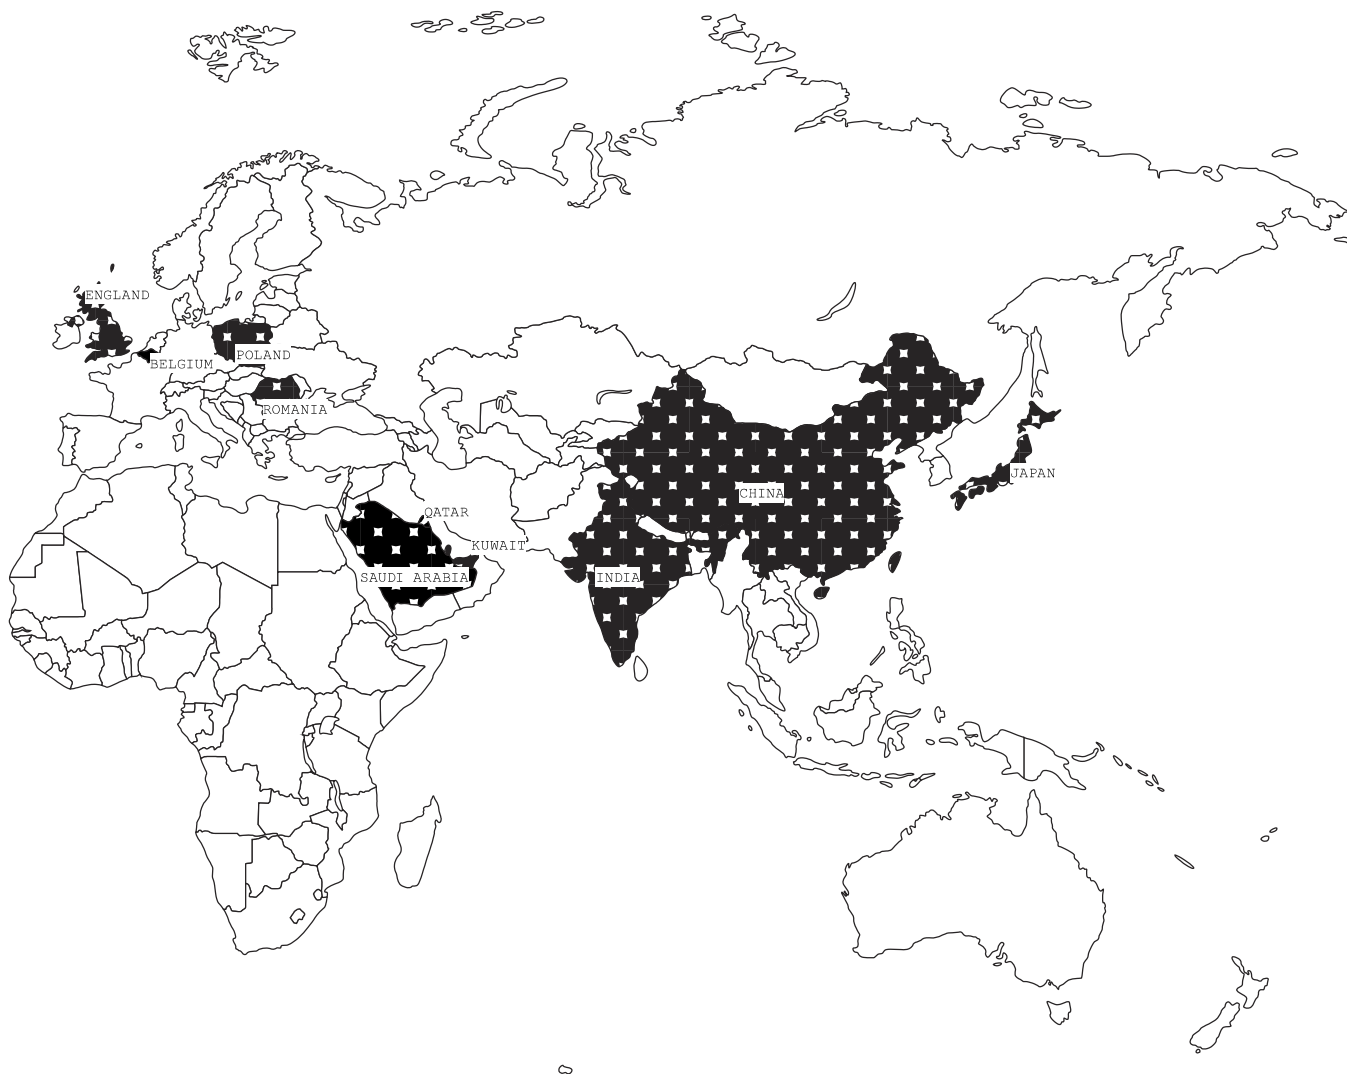 ENGLAND
BELGIUM
POLAND
ROMANIA
JAPAN
CHINA
QATAR
KUWAIT
SAUDI ARABIA
INDIA